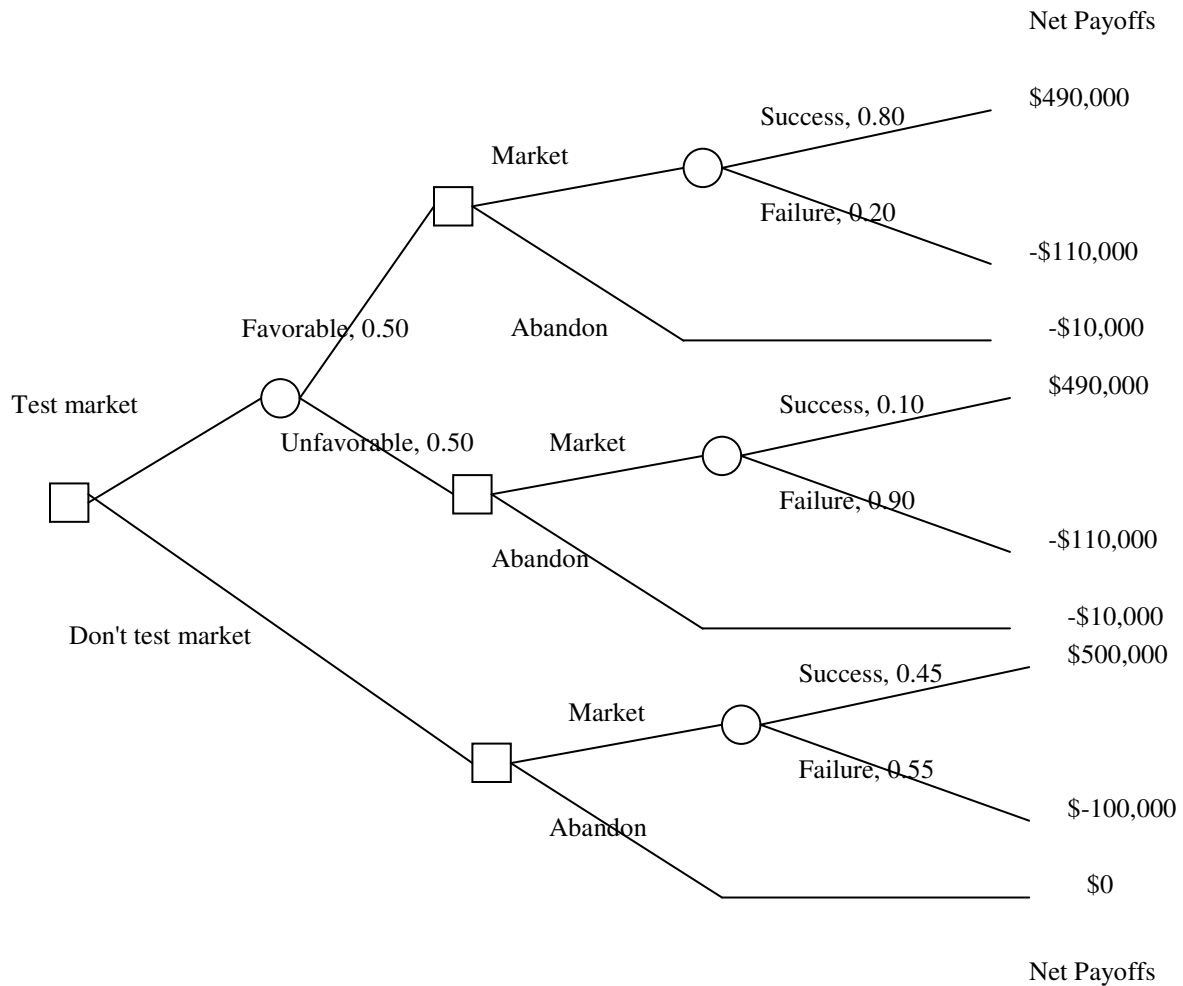 Net Payoffs
$490,000
Success, 0.80
Market
Failure, 0.20
-$110,000
Favorable, 0.50
Abandon
-$10,000
$490,000
Test market
Success, 0.10
Unfavorable, 0.50
Market
Failure, 0.90
-$110,000
Abandon
-$10,000
Don't test market
$500,000
Success, 0.45
Market
Failure, 0.55
$-100,000
Abandon
$0
Net Payoffs